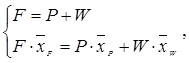 F = P + W
F · x̄_F = P · x̄_P + W · x̄_W ,